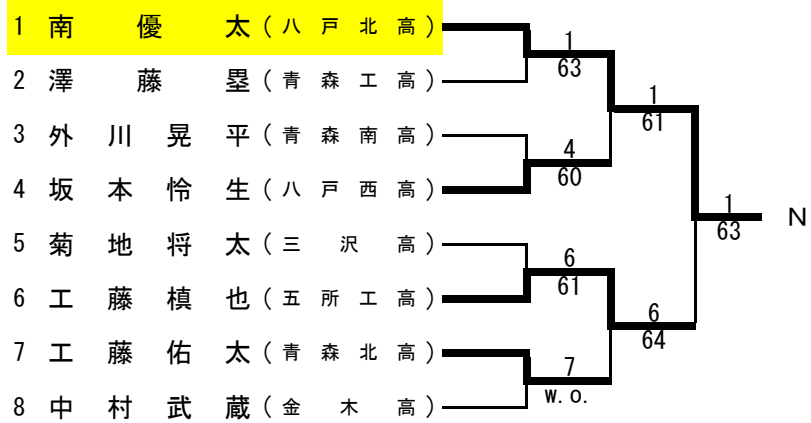 1 南 優 太 ( 八 戸 北 高 )
1
63
2 澤 藤 塁 ( 青 森 工 高 )
1
61
3 外 川 晃 平 ( 青 森 南 高 )
4
60
4 坂 本 怜 生 ( 八 戸 西 高 )
1
63
N
5 菊 地 将 太 ( 三 沢 高 )
6
61
6 工 藤 槙 也 ( 五 所 工 高 )
6
64
7 工 藤 佑 太 ( 青 森 北 高 )
7
w.o.
8 中 村 武 蔵 ( 金 木 高 )